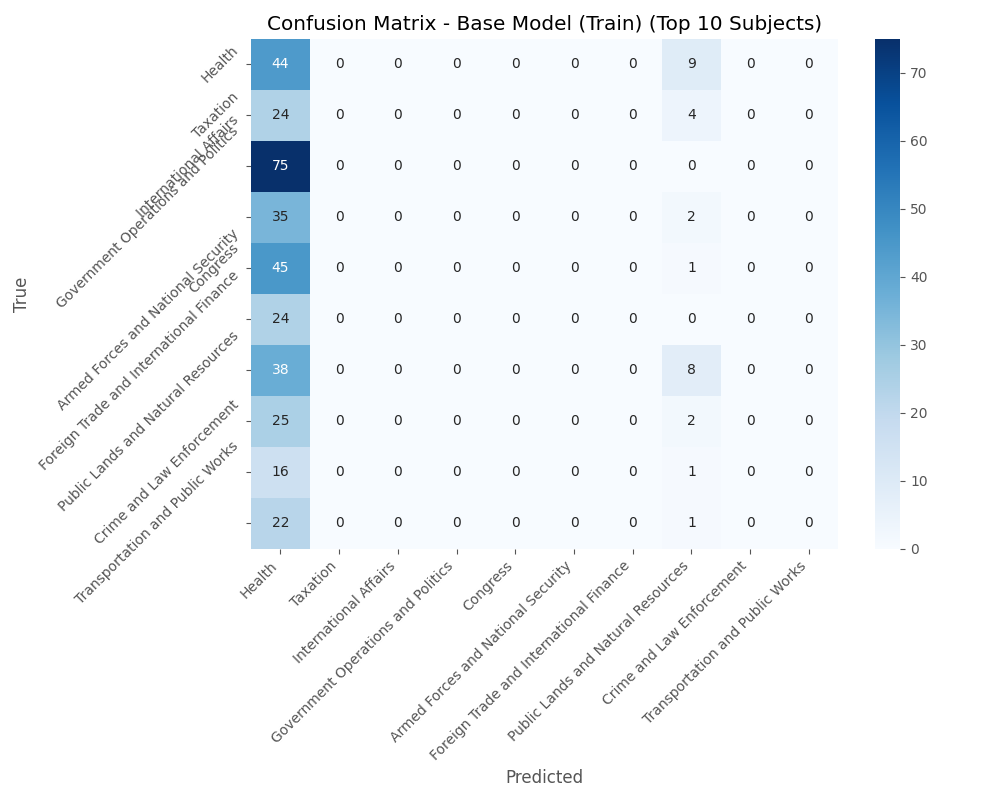 Confusion Matrix - Base Model (Train) (Top 10 Subjects)
True
Health
Taxation
International Affairs
Government Operations and Politics
Congress
Armed Forces and National Security
Foreign Trade and International Finance
Public Lands and Natural Resources
Crime and Law Enforcement
Transportation and Public Works
44 0 0 0 0 0 0 9 0 0
24 0 0 0 0 0 0 4 0 0
75 0 0 0 0 0 0 0 0 0
35 0 0 0 0 0 0 2 0 0
45 0 0 0 0 0 0 1 0 0
24 0 0 0 0 0 0 0 0 0
38 0 0 0 0 0 0 8 0 0
25 0 0 0 0 0 0 2 0 0
16 0 0 0 0 0 0 1 0 0
22 0 0 0 0 0 0 1 0 0
Health
Taxation
International Affairs
Government Operations and Politics
Congress
Armed Forces and National Security
Foreign Trade and International Finance
Public Lands and Natural Resources
Crime and Law Enforcement
Transportation and Public Works
Predicted
70
60
50
40
30
20
10
0